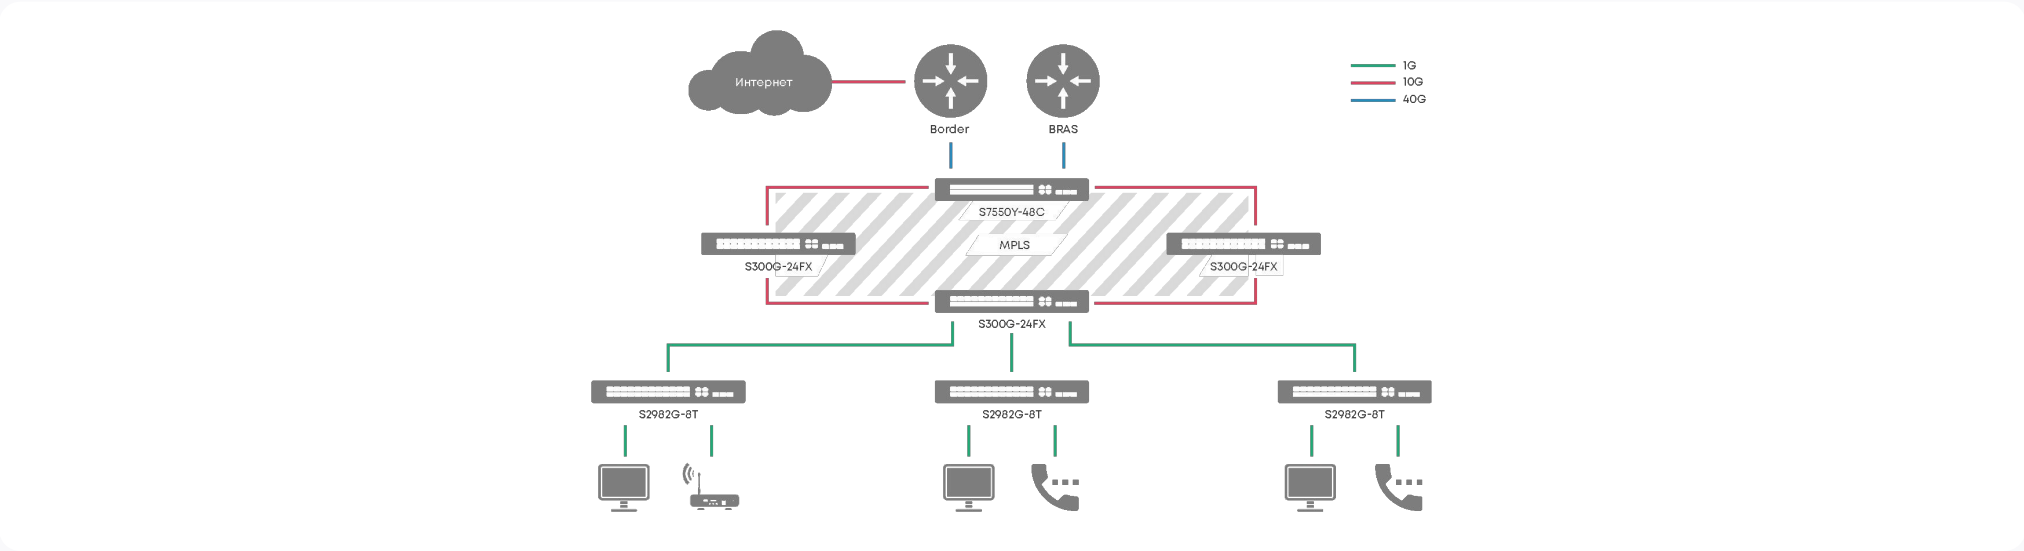 Интернет
1G
10G
40G
Border
BRAS
S7550Y-48C
MPLS
S300G-24FX
S300G-24FX
S300G-24FX
S2982G-8T
S2982G-8T
S2982G-8T